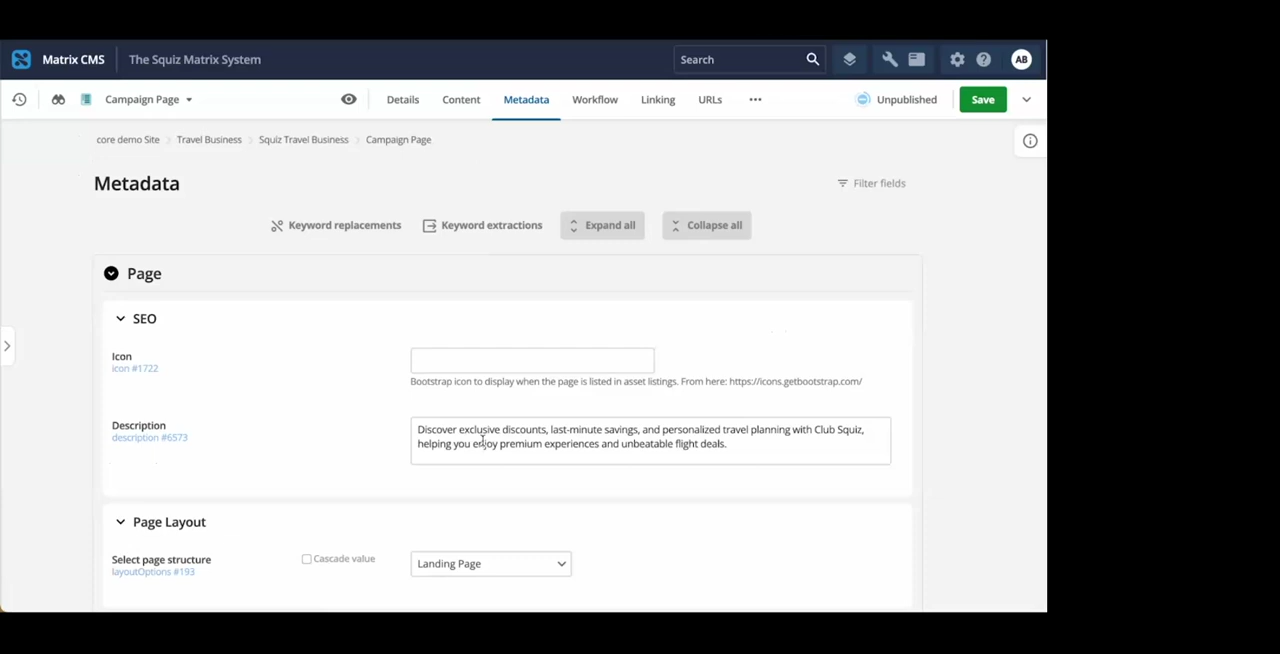 Matrix CMS
The Squiz Matrix System
Search
AB
Campaign Page
Details
Content
Metadata
Workflow
Linking
URLs
Unpublished
Save
core demo Site
Travel Business
Squiz Travel Business
Campaign Page
Metadata
Filter fields
Keyword replacements
Keyword extractions
Expand all
Collapse all
Page
SEO
Icon
icon #1722
Bootstrap icon to display when the page is listed in asset listings. From here: https://icons.getbootstrap.com/
Description
description #6573
Discover exclusive discounts, last-minute savings, and personalized travel planning with Club Squiz,
helping you enjoy premium experiences and unbeatable flight deals.
Page Layout
Select page structure
layoutOptions #193
Cascade value
Landing Page